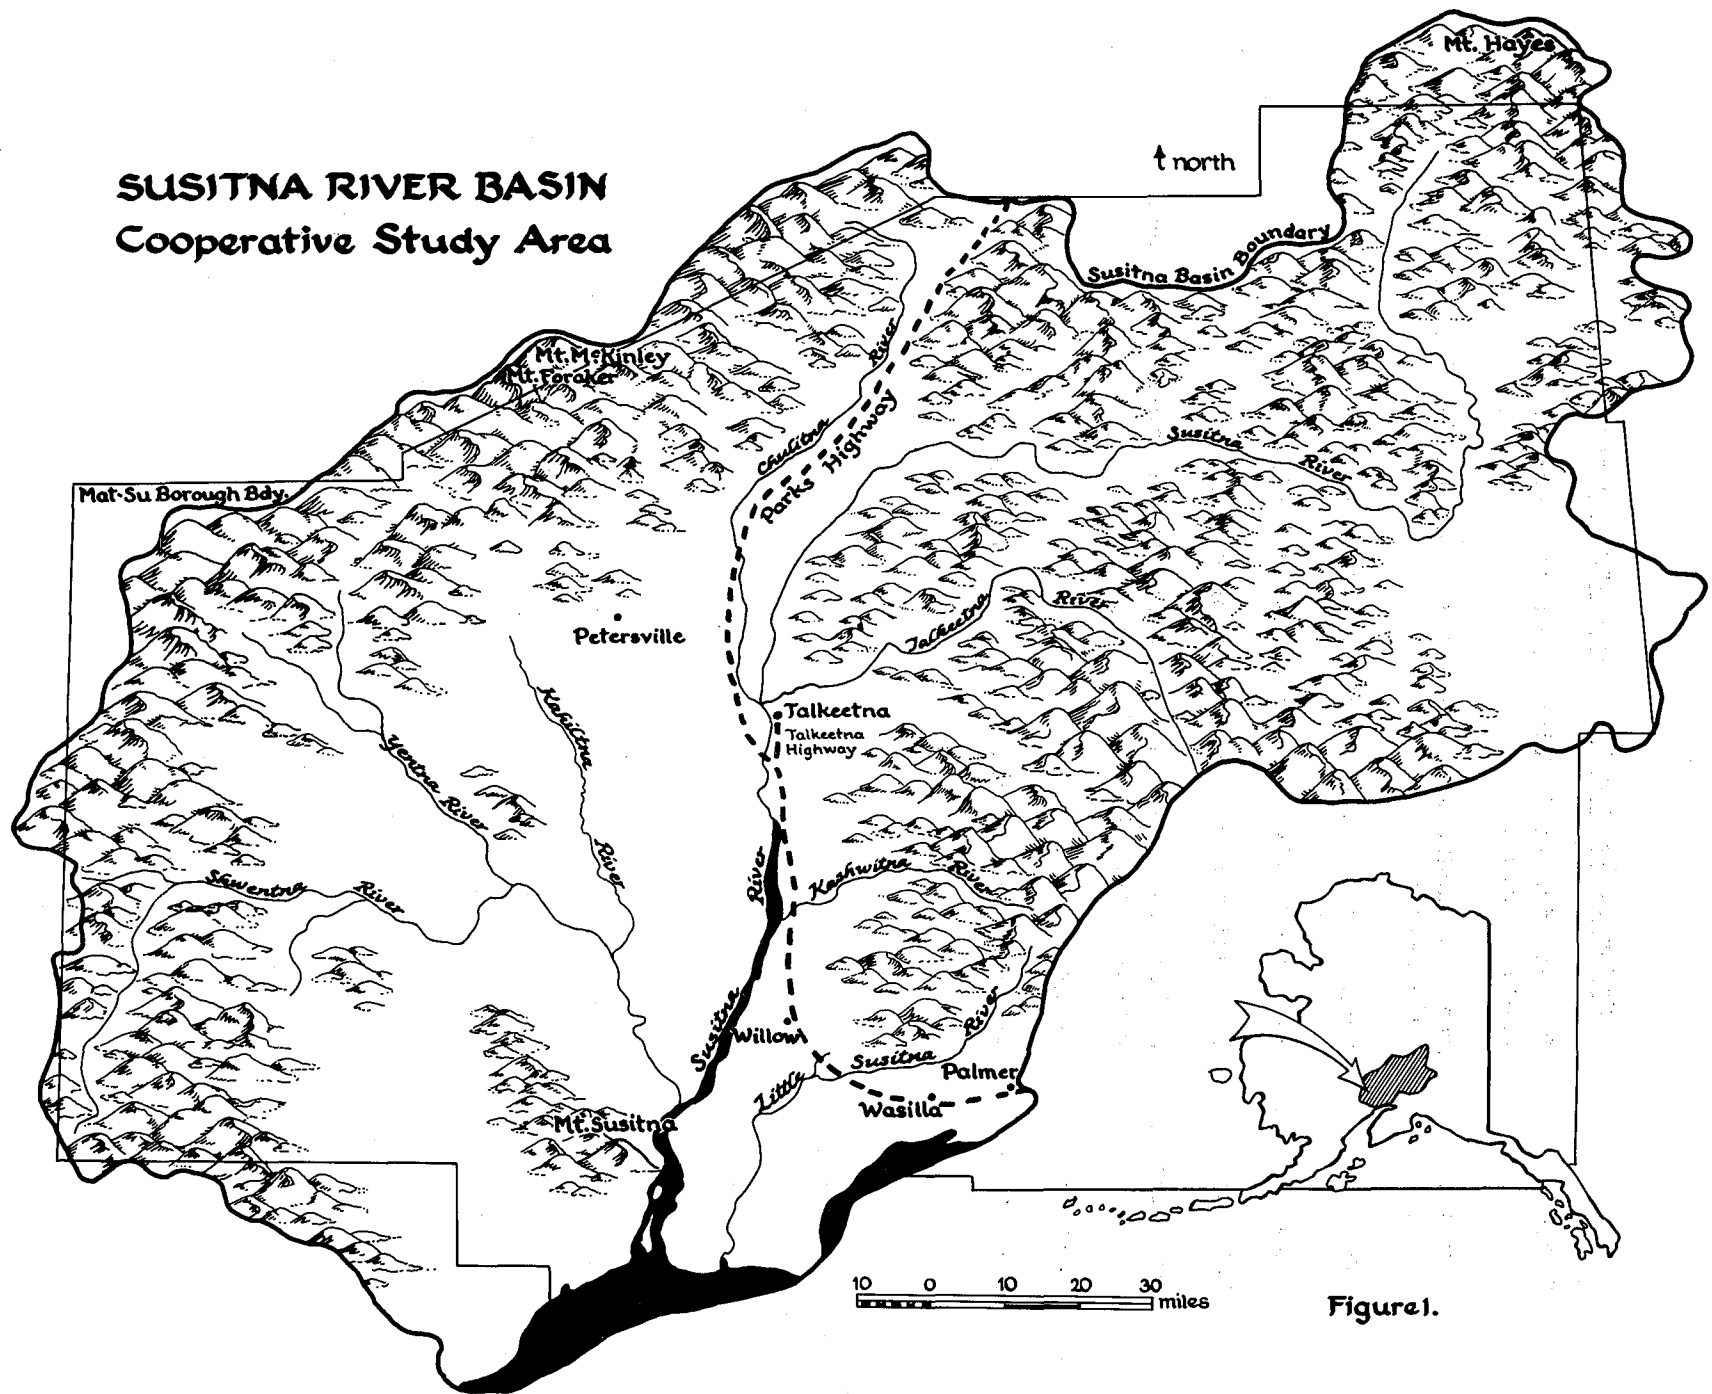 Mt. Hayes
SUSITNA RIVER BASIN
Cooperative Study Area
north
Susitna Basin Boundary
Mt. McKinley
Mt. Foraker
River
Chulitna
Parks Highway
Susitna
River
Mat-Su Borough Bdy.
Petersville
Talkeetna
River
Kahiltna
River
Yentna River
Talkeetna
Talkeetna
Highway
Skwentna
River
River
Susitna
Kashwitna
River
Willow
Little
Susitna
River
Palmer
Wasilla
Mt. Susitna
10 0 10 20 30
miles
Figure 1.